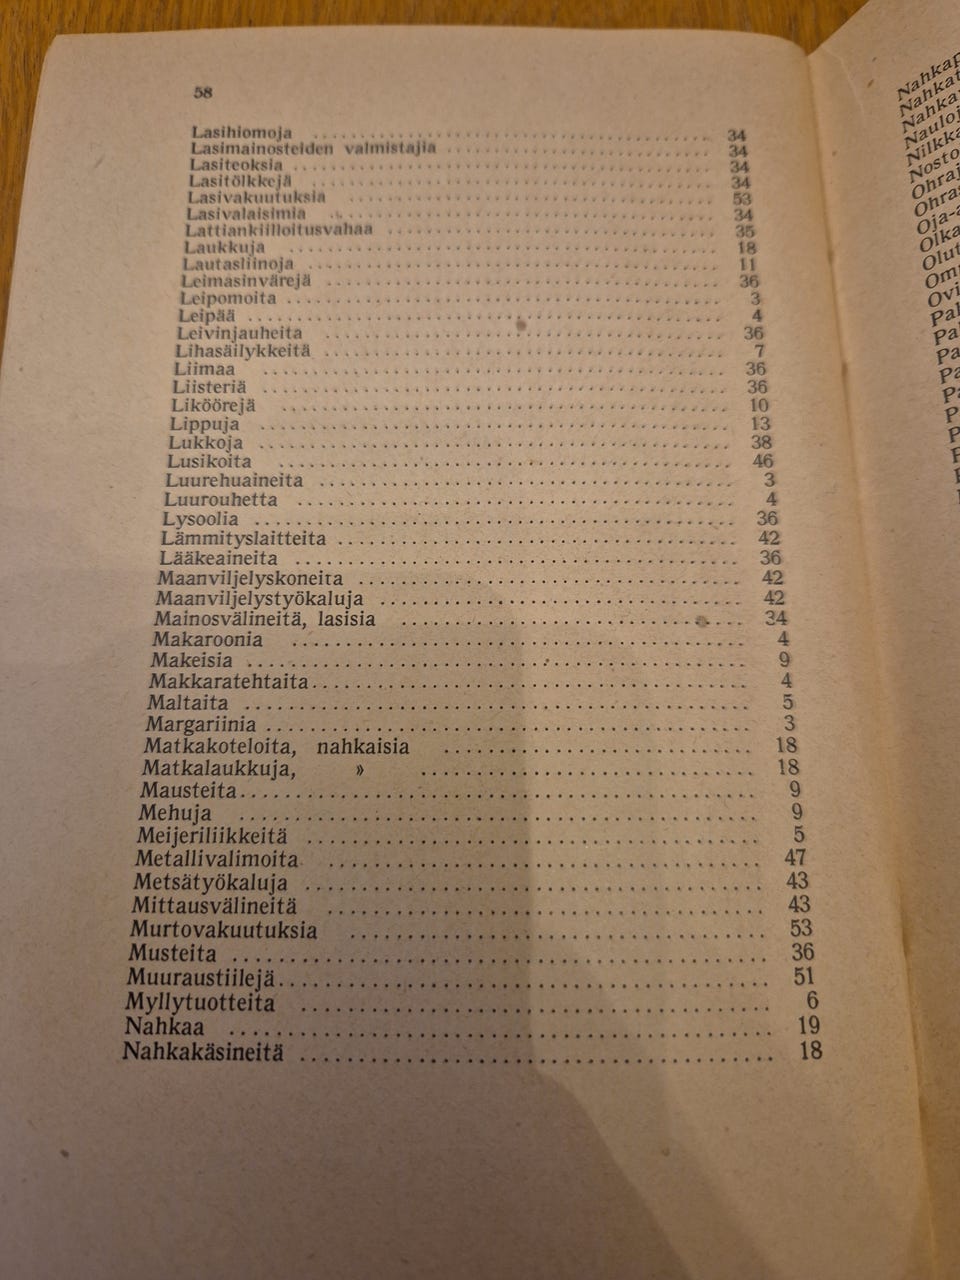 58
Lasihiomoja .................................... 34
Lasimainosteiden valmistajia .................................... 34
Lasiteoksia .................................... 34
Lasitölkkejä .................................... 34
Lasivakuutuksia .................................... 53
Lasivalaisimia .................................... 34
Lattiankiilloitusvahaa .................................... 35
Laukkuja .................................... 18
Lautasliinoja .................................... 11
Leimasinvärejä .................................... 36
Leipomoita .................................... 3
Leipää .................................... 4
Leivinjauheita .................................... 36
Lihasäilykkeitä .................................... 7
Liimaa .................................... 36
Liisteriä .................................... 36
Liköörejä .................................... 10
Lippuja .................................... 13
Lukkoja .................................... 38
Lusikoita .................................... 46
Luurehuaineita .................................... 3
Luurouhetta .................................... 4
Lysoolia .................................... 36
Lämmityslaitteita .................................... 42
Lääkeaineita .................................... 36
Maanviljelyskoneita .................................... 42
Maanviljelystyökaluja .................................... 42
Mainosvälineitä, lasisia .................................... 34
Makaroonia .................................... 4
Makeisia .................................... 9
Makkaratehtaita .................................... 4
Maltaita .................................... 5
Margariinia .................................... 3
Matkakoteloita, nahkaisia .................................... 18
Matkalaukkuja, » .................................... 18
Mausteita .................................... 9
Mehuja .................................... 9
Meijeriliikkeitä .................................... 5
Metallivalimoita .................................... 47
Metsätyökaluja .................................... 43
Mittausvälineitä .................................... 43
Murtovakuutuksia .................................... 53
Musteita .................................... 36
Muuraustiilejä .................................... 51
Myllytuotteita .................................... 6
Nahkaa .................................... 19
Nahkakäsineitä .................................... 18